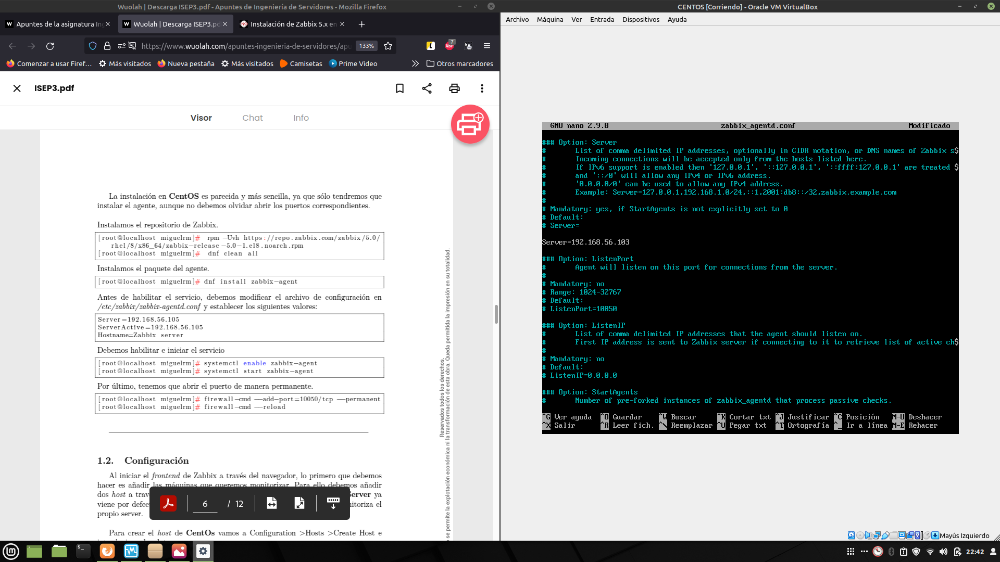 Wuolah | Descarga ISEP3.pdf - Apuntes de Ingeniería de Servidores - Mozilla Firefox
Apuntes de la asignatura In
Wuolah | Descarga ISEP3.pd
Instalación de Zabbix 5.x en
https://www.wuolah.com/apuntes-ingenieria-de-servidores/apu
133%
7
ABP
Comenzar a usar Firef...
Más visitados
Nueva pestaña
Más visitados
Camisetas
Prime Video
Otros marcadores
ISEP3.pdf
Visor
Chat
Info
La instalación en CentOS es parecida y más sencilla, ya que sólo tendremos que
instalar el agente, aunque no debemos olvidar abrir los puertos correspondientes.
Instalamos el repositorio de Zabbix.
[root@localhost miguelrm]# rpm -Uvh https://repo.zabbix.com/zabbix/5.0/
rhel/8/x86_64/zabbix-release-5.0-1.el8.noarch.rpm
[root@localhost miguelrm]# dnf clean all
Instalamos el paquete del agente.
[root@localhost miguelrm]# dnf install zabbix-agent
Antes de habilitar el servicio, debemos modificar el archivo de configuración en
/etc/zabbix/zabbix-agentd.conf y establecer los siguientes valores:
Server=192.168.56.105
ServerActive=192.168.56.105
Hostname=Zabbix server
Debemos habilitar e iniciar el servicio
[root@localhost miguelrm]# systemctl enable zabbix-agent
[root@localhost miguelrm]# systemctl start zabbix-agent
Por último, tenemos que abrir el puerto de manera permanente.
[root@localhost miguelrm]# firewall-cmd --add-port=10050/tcp --permanent
[root@localhost miguelrm]# firewall-cmd --reload
1.2. Configuración
Al iniciar el frontend de Zabbix a través del navegador, lo primero que debemos
hacer es añadir las máquinas que queremos monitorizar. Para ello debemos añadir
dos host a trav Server ya
viene por defec nitoriza el
propio server.
Para crear el host de CentOs vamos a Configuration >Hosts >Create Host e
Reservados todos los derechos.
se permite la explotación económica ni la transformación de esta obra. Queda permitida la impresión en su totalidad.
6 / 12
CENTOS [Corriendo] - Oracle VM VirtualBox
Archivo Máquina Ver Entrada Dispositivos Ayuda
GNU nano 2.9.8 zabbix_agentd.conf Modificado
### Option: Server
# List of comma delimited IP addresses, optionally in CIDR notation, or DNS names of Zabbix s$
# Incoming connections will be accepted only from the hosts listed here.
# If IPv6 support is enabled then '127.0.0.1', '::127.0.0.1', '::ffff:127.0.0.1' are treated $
# and '::/0' will allow any IPv4 or IPv6 address.
# '0.0.0.0/0' can be used to allow any IPv4 address.
# Example: Server=127.0.0.1,192.168.1.0/24,::1,2001:db8::/32,zabbix.example.com
#
# Mandatory: yes, if StartAgents is not explicitly set to 0
# Default:
# Server=
Server=192.168.56.103
### Option: ListenPort
# Agent will listen on this port for connections from the server.
#
# Mandatory: no
# Range: 1024-32767
# Default:
# ListenPort=10050
### Option: ListenIP
# List of comma delimited IP addresses that the agent should listen on.
# First IP address is sent to Zabbix server if connecting to it to retrieve list of active ch$
#
# Mandatory: no
# Default:
# ListenIP=0.0.0.0
### Option: StartAgents
# Number of pre-forked instances of zabbix_agentd that process passive checks.
^G Ver ayuda ^O Guardar ^W Buscar ^K Cortar txt ^J Justificar ^C Posición M-U Deshacer
^X Salir ^R Leer fich. ^\ Reemplazar ^U Pegar txt ^T Ortografía ^_ Ir a línea M-E Rehacer
Mayús Izquierdo
22:42